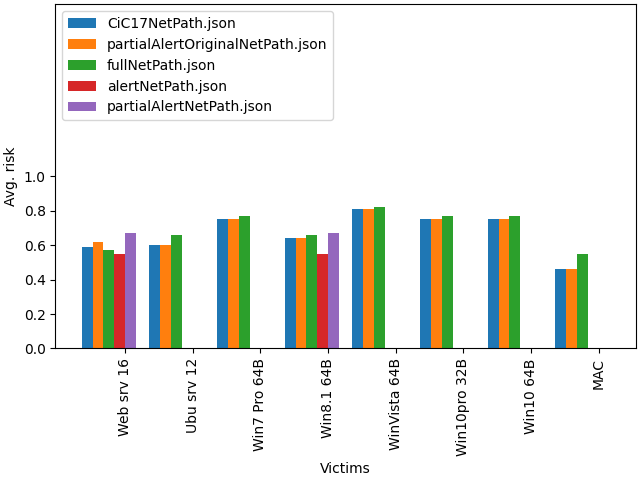 CiC17NetPath.json
partialAlertOriginalNetPath.json
fullNetPath.json
alertNetPath.json
partialAlertNetPath.json
Avg. risk
1.0
0.8
0.6
0.4
0.2
0.0
Web srv 16
Ubu srv 12
Win7 Pro 64B
Win8.1 64B
WinVista 64B
Win10pro 32B
Win10 64B
MAC
Victims